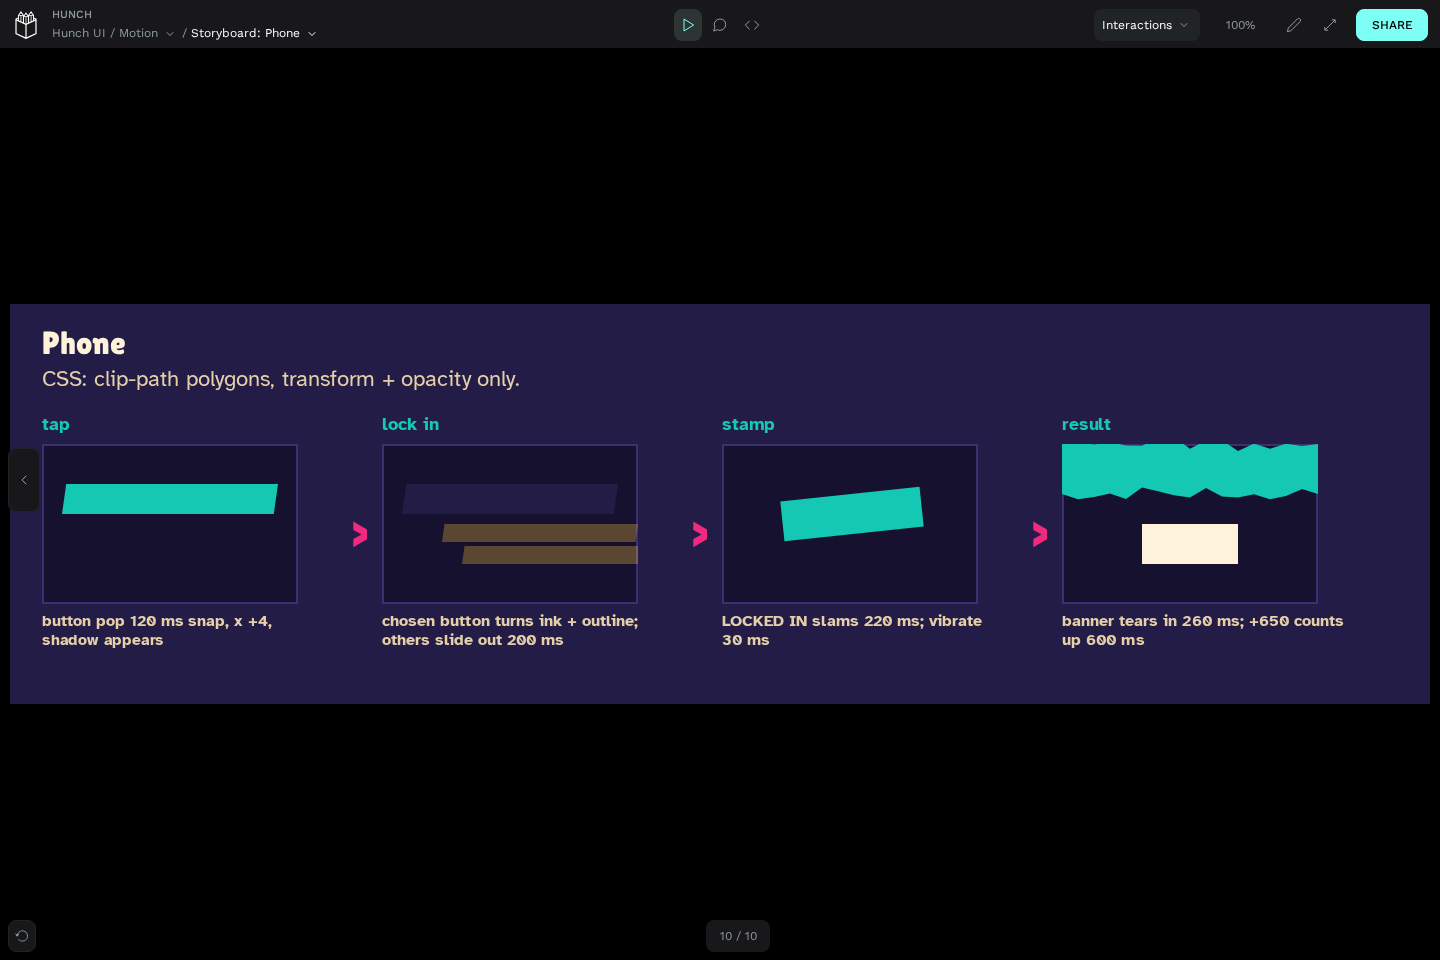 HUNCH
Hunch UI / Motion / Storyboard: Phone
Interactions
100%
SHARE
Phone
CSS: clip-path polygons, transform + opacity only.
tap
lock in
stamp
result
>
>
>
button pop 120 ms snap, x +4,
shadow appears
chosen button turns ink + outline;
others slide out 200 ms
LOCKED IN slams 220 ms; vibrate
30 ms
banner tears in 260 ms; +650 counts
up 600 ms
10 / 10